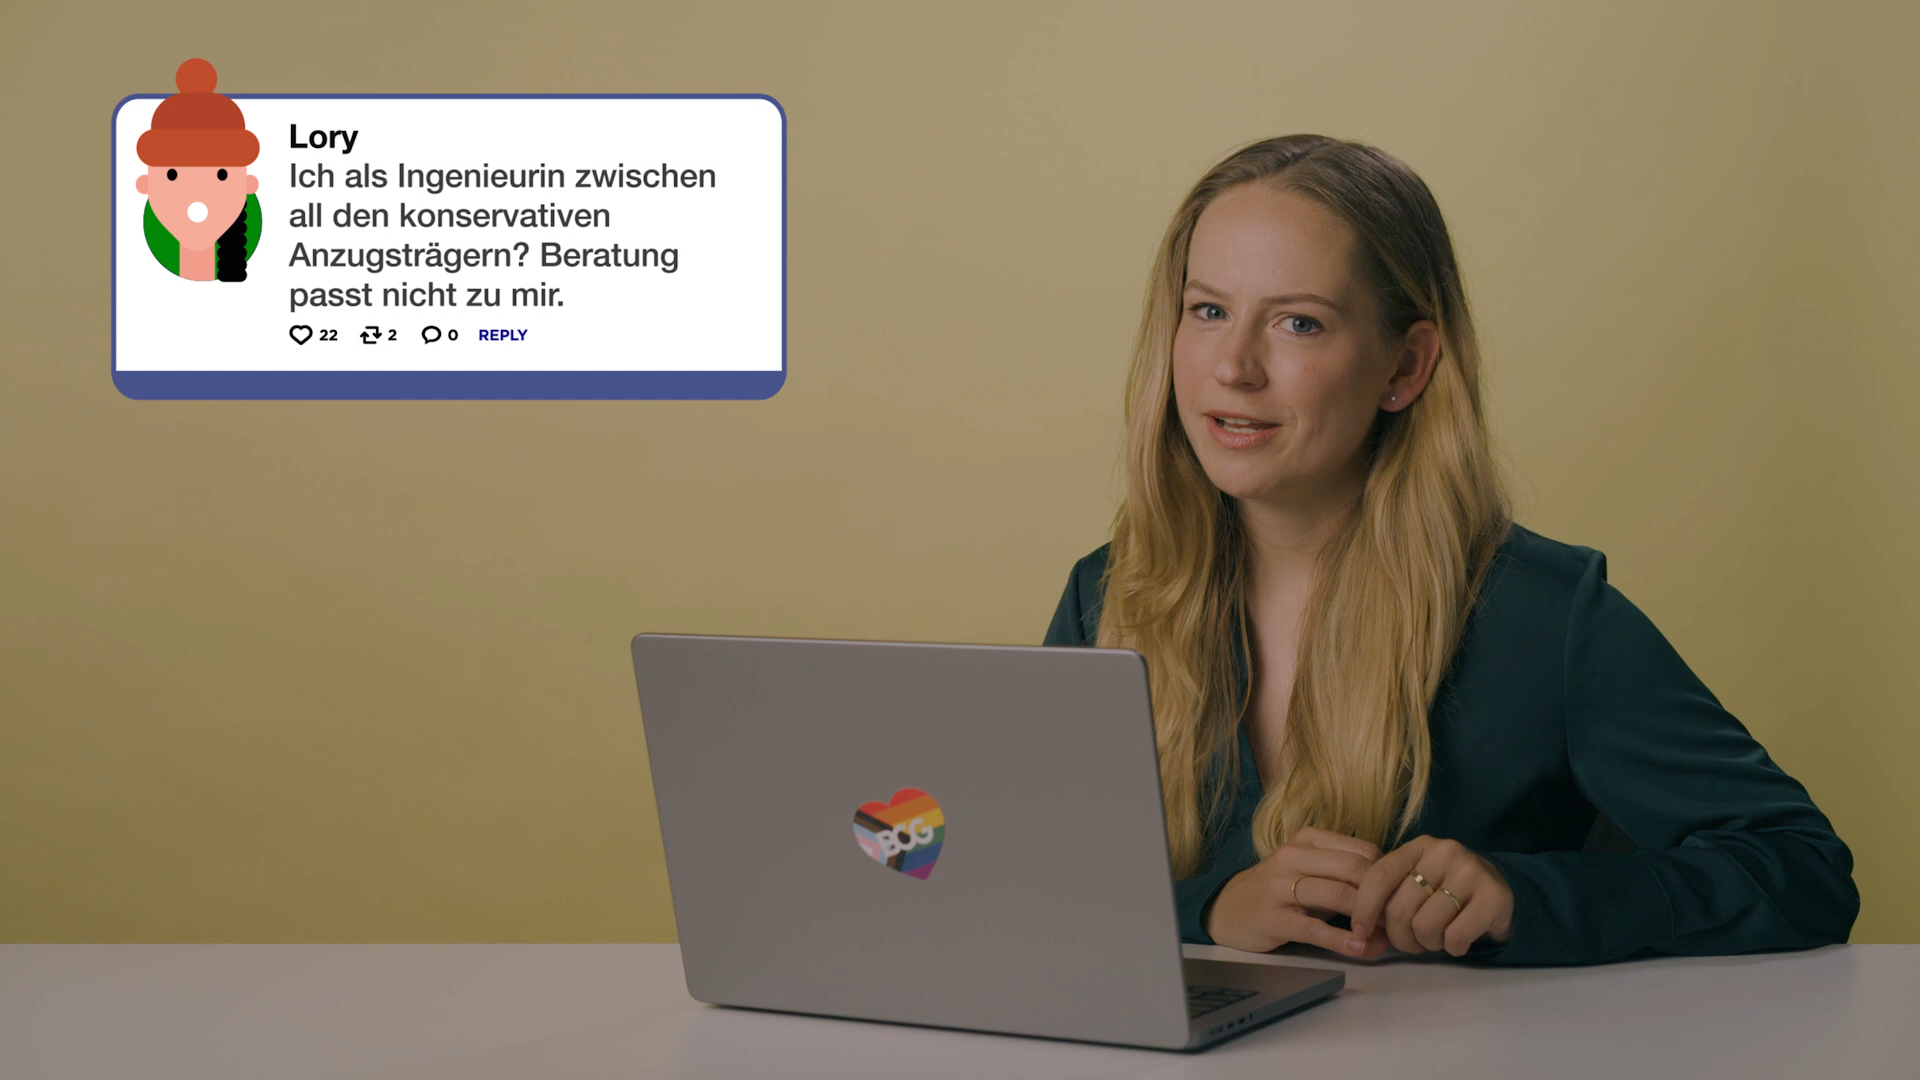 Lory
Ich als Ingenieurin zwischen
all den konservativen
Anzugsträgern? Beratung
passt nicht zu mir.
22 2 0 REPLY
BCG